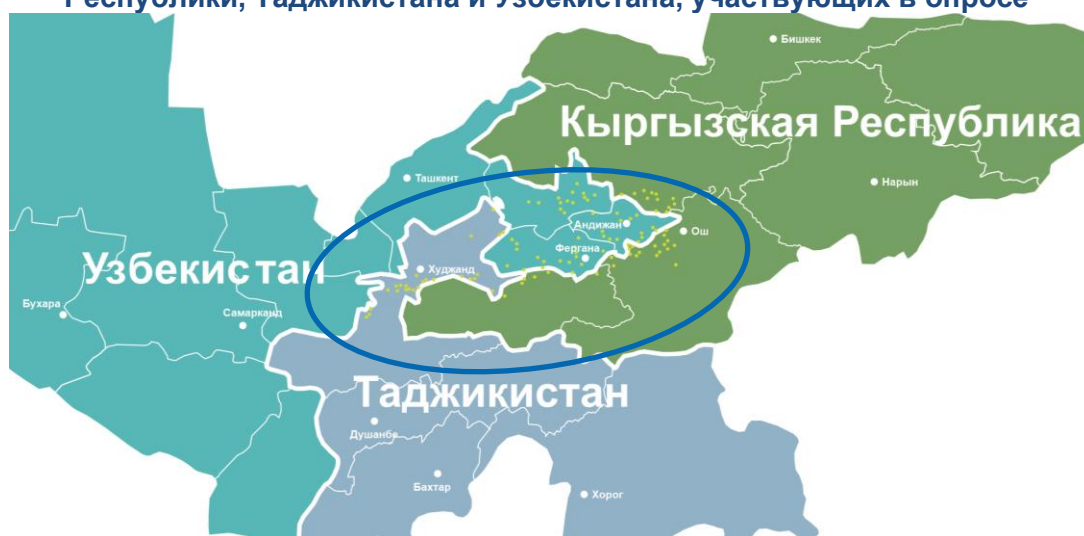 Республики, Таджикистана и Узбекистана, участвующих в опросе
Бишкек
Кыргызская Республика
Ташкент
Нарын
Андижан
Ош
Фергана
Худжанд
Узбекистан
Бухара
Самарканд
Таджикистан
Душанбе
Бахтар
Хорог